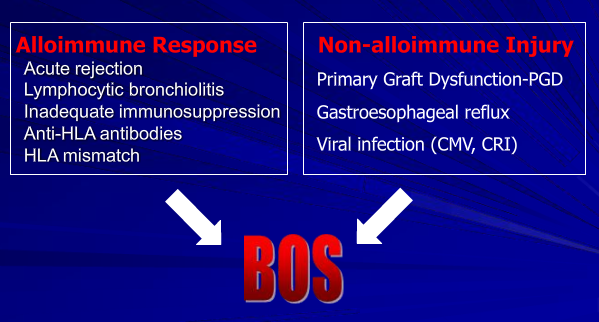 Alloimmune Response
Acute rejection
Lymphocytic bronchiolitis
Inadequate immunosuppression
Anti-HLA antibodies
HLA mismatch
Non-alloimmune Injury
Primary Graft Dysfunction-PGD
Gastroesophageal reflux
Viral infection (CMV, CRI)
BOS